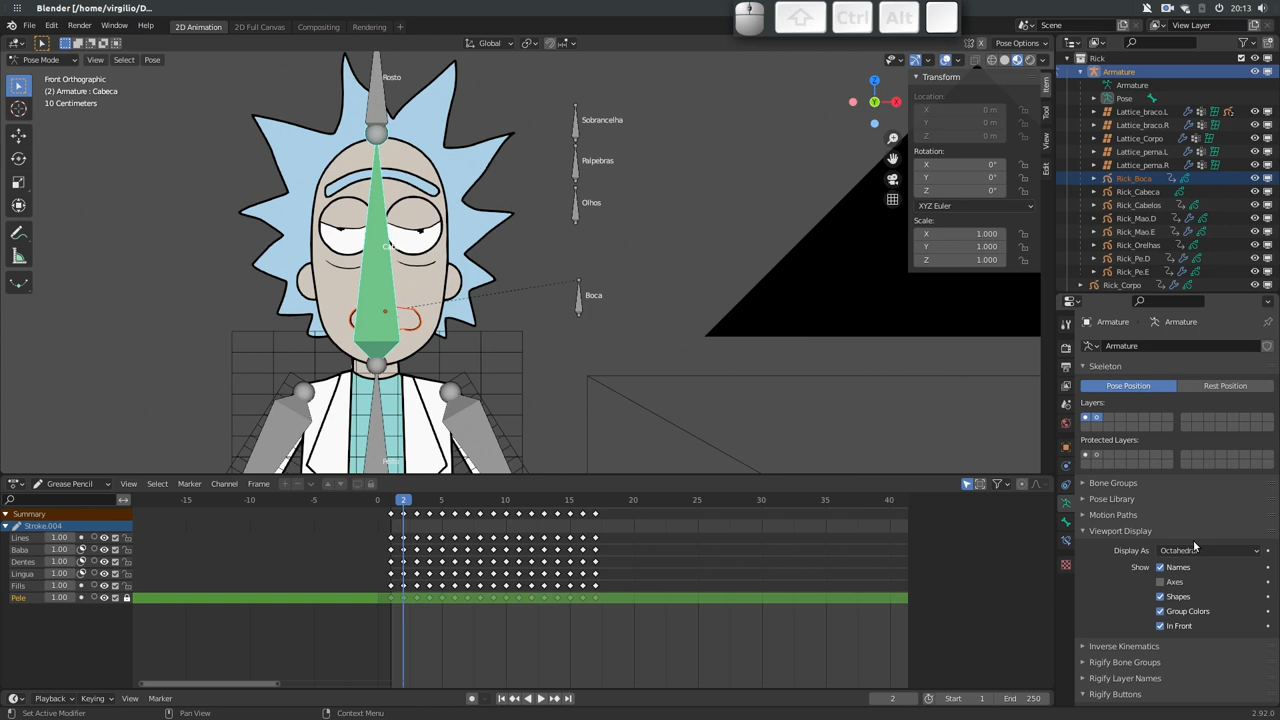 Blender [/home/virgilio/D...
20:13
Ctrl
Alt
File Edit Render Window Help
2D Animation 2D Full Canvas Compositing Rendering
Scene
View Layer
Global
Pose Options
Pose Mode View Select Pose
Front Orthographic
(2) Armature : Cabeca
10 Centimeters
Rosto
Sobrancelha
Palpebras
Olhos
Boca
Z
Y
X
Transform
Location:
X 0 m
Y 0 m
Z 0 m
Rotation:
X 0°
Y 0°
Z 0°
XYZ Euler
Scale:
X 1.000
Y 1.000
Z 1.000
Item
Tool
View
Edit
Rick
Armature
Armature
Pose
Lattice_braco.L
Lattice_braco.R
Lattice_Corpo
Lattice_perna.L
Lattice_perna.R
Rick_Boca
Rick_Cabeca
Rick_Cabelos
Rick_Mao.D
Rick_Mao.E
Rick_Orelhas
Rick_Pe.D
Rick_Pe.E
Rick_Corpo
Armature Armature
Armature
Skeleton
Pose Position Rest Position
Layers:
Protected Layers:
Bone Groups
Pose Library
Motion Paths
Viewport Display
Display As Octahedral
Show Names
Axes
Shapes
Group Colors
In Front
Inverse Kinematics
Rigify Bone Groups
Rigify Layer Names
Rigify Buttons
Grease Pencil View Select Marker Channel Frame
-15 -10 -5 0 2 5 10 15 20 25 30 35 40
Summary
Stroke.004
Lines 1.00
Baba 1.00
Dentes 1.00
Lingua 1.00
Fills 1.00
Pele 1.00
Playback Keying View Marker
2
Start 1 End 250
Set Active Modifier Pan View Context Menu
2.92.0